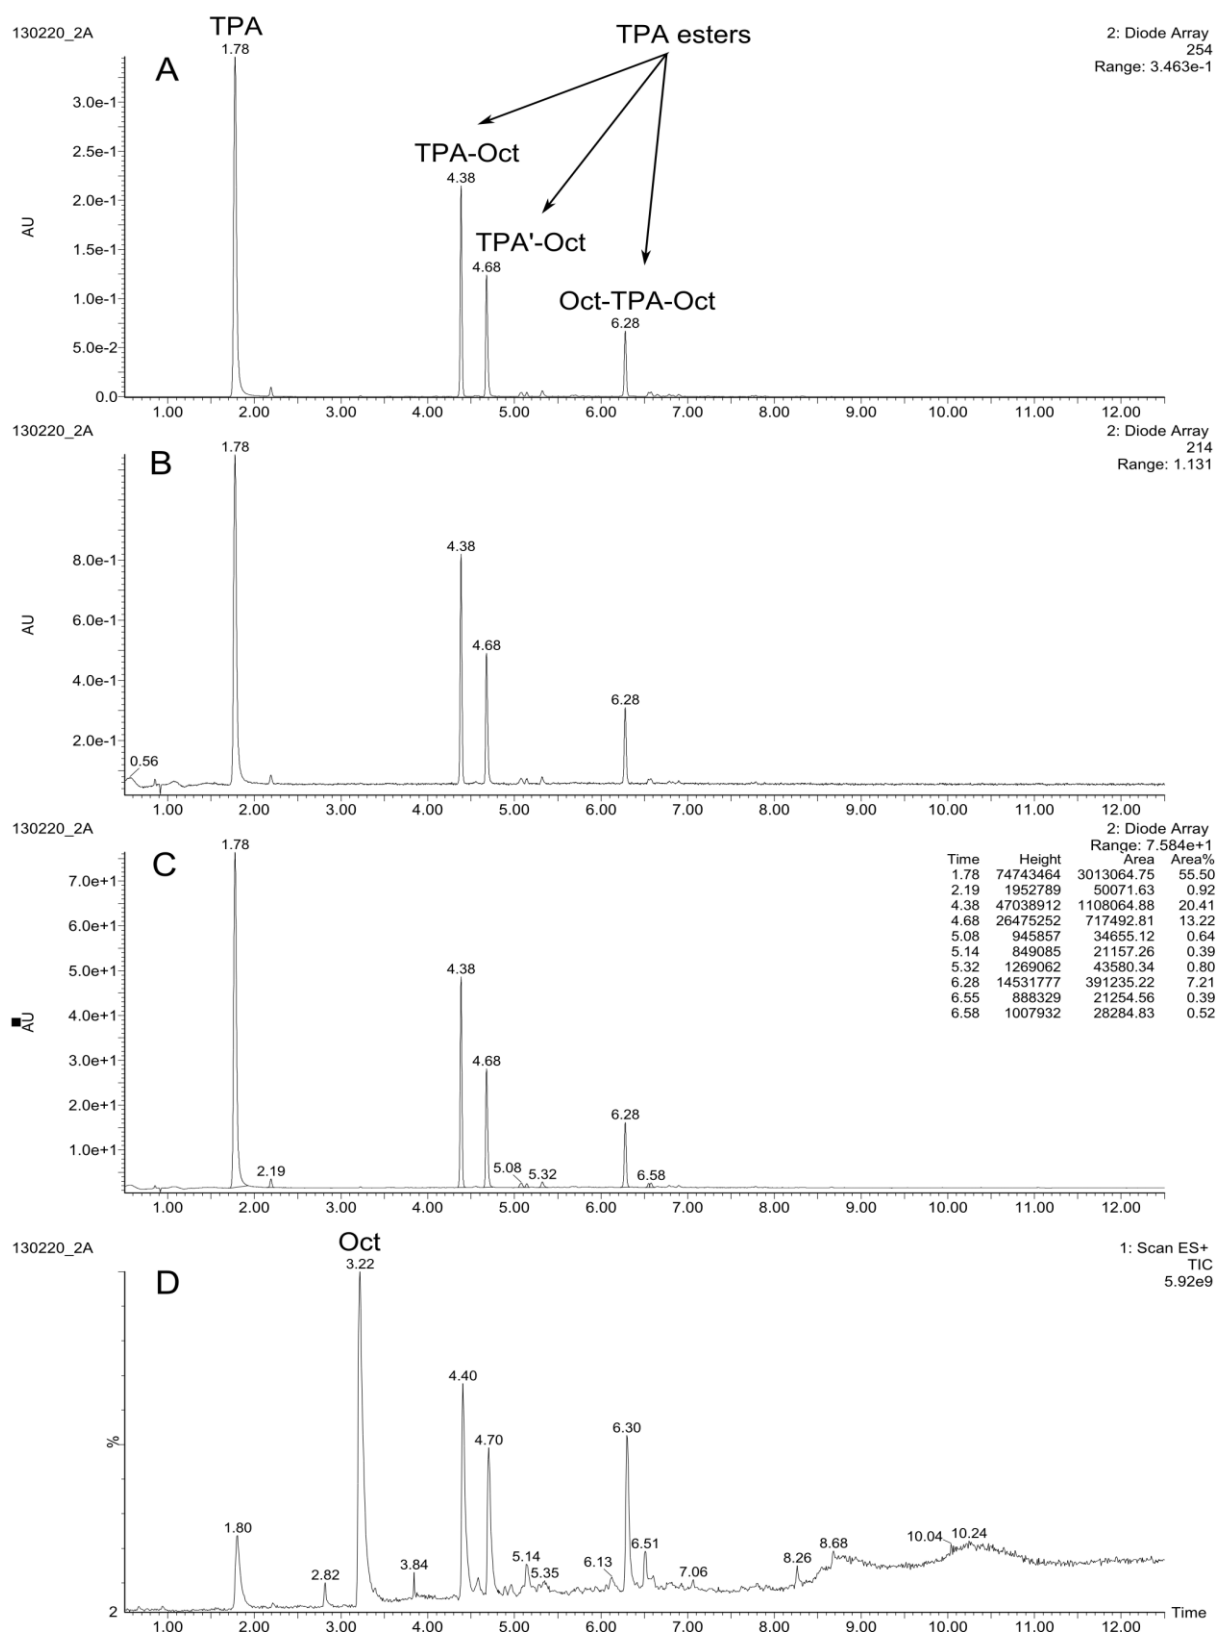 130220_2A
TPA
TPA esters
2: Diode Array
254
Range: 3.463e-1
A
1.78
TPA-Oct
4.38
TPA'-Oct
4.68
Oct-TPA-Oct
6.28
AU
3.0e-1
2.5e-1
2.0e-1
1.5e-1
1.0e-1
5.0e-2
0.0
1.00 2.00 3.00 4.00 5.00 6.00 7.00 8.00 9.00 10.00 11.00 12.00
130220_2A
2: Diode Array
214
Range: 1.131
B
1.78
4.38
4.68
6.28
0.56
AU
8.0e-1
6.0e-1
4.0e-1
2.0e-1
1.00 2.00 3.00 4.00 5.00 6.00 7.00 8.00 9.00 10.00 11.00 12.00
130220_2A
2: Diode Array
Range: 7.584e+1
Time Height Area Area%
1.78 74743464 3013064.75 55.50
2.19 1952789 50071.63 0.92
4.38 47038912 1108064.88 20.41
4.68 26475252 717492.81 13.22
5.08 945857 34655.12 0.64
5.14 849085 21157.26 0.39
5.32 1269062 43580.34 0.80
6.28 14531777 391235.22 7.21
6.55 888329 21254.56 0.39
6.58 1007932 28284.83 0.52
C
1.78
4.38
4.68
6.28
2.19
5.08
5.32
6.58
AU
7.0e+1
6.0e+1
5.0e+1
4.0e+1
3.0e+1
2.0e+1
1.0e+1
1.00 2.00 3.00 4.00 5.00 6.00 7.00 8.00 9.00 10.00 11.00 12.00
130220_2A
Oct
1: Scan ES+
TIC
5.92e9
D
3.22
4.40
4.70
6.30
1.80
2.82
3.84
5.14
5.35
6.13
6.51
7.06
8.26
8.68
10.04
10.24
%
2
1.00 2.00 3.00 4.00 5.00 6.00 7.00 8.00 9.00 10.00 11.00 12.00
Time